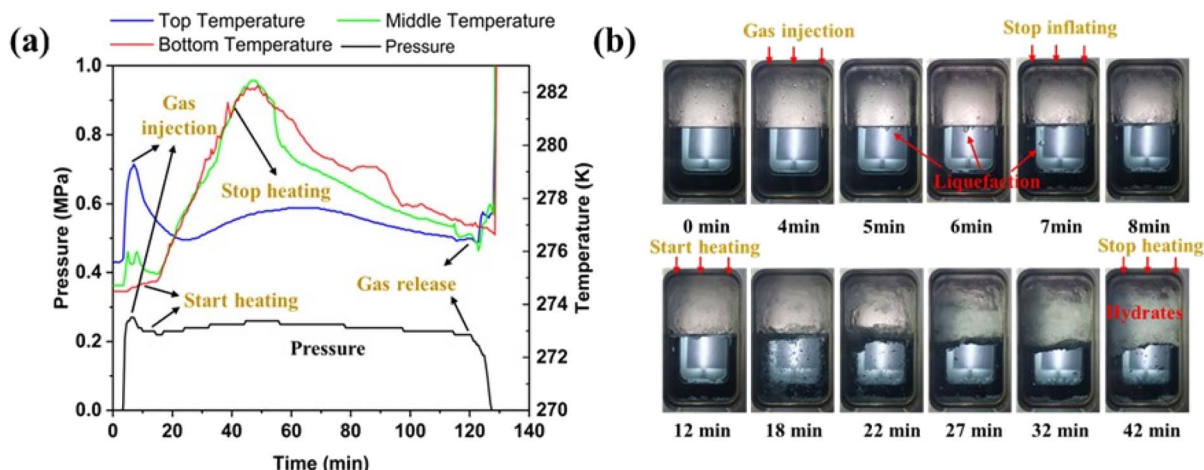 (a)
Top Temperature
Middle Temperature
Bottom Temperature
Pressure
1.0
0.8
0.6
0.4
0.2
0.0
Pressure (MPa)
282
280
278
276
274
272
270
Temperature (K)
0 20 40 60 80 100 120 140
Time (min)
Gas
injection
Stop heating
Start heating
Gas release
Pressure
(b)
Gas injection
Stop inflating
Liquefaction
0 min 4min 5min 6min 7min 8min
Start heating
Stop heating
Hydrates
12 min 18 min 22 min 27 min 32 min 42 min